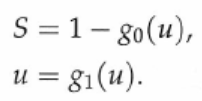 S = 1 − g₀(u),
u = g₁(u).